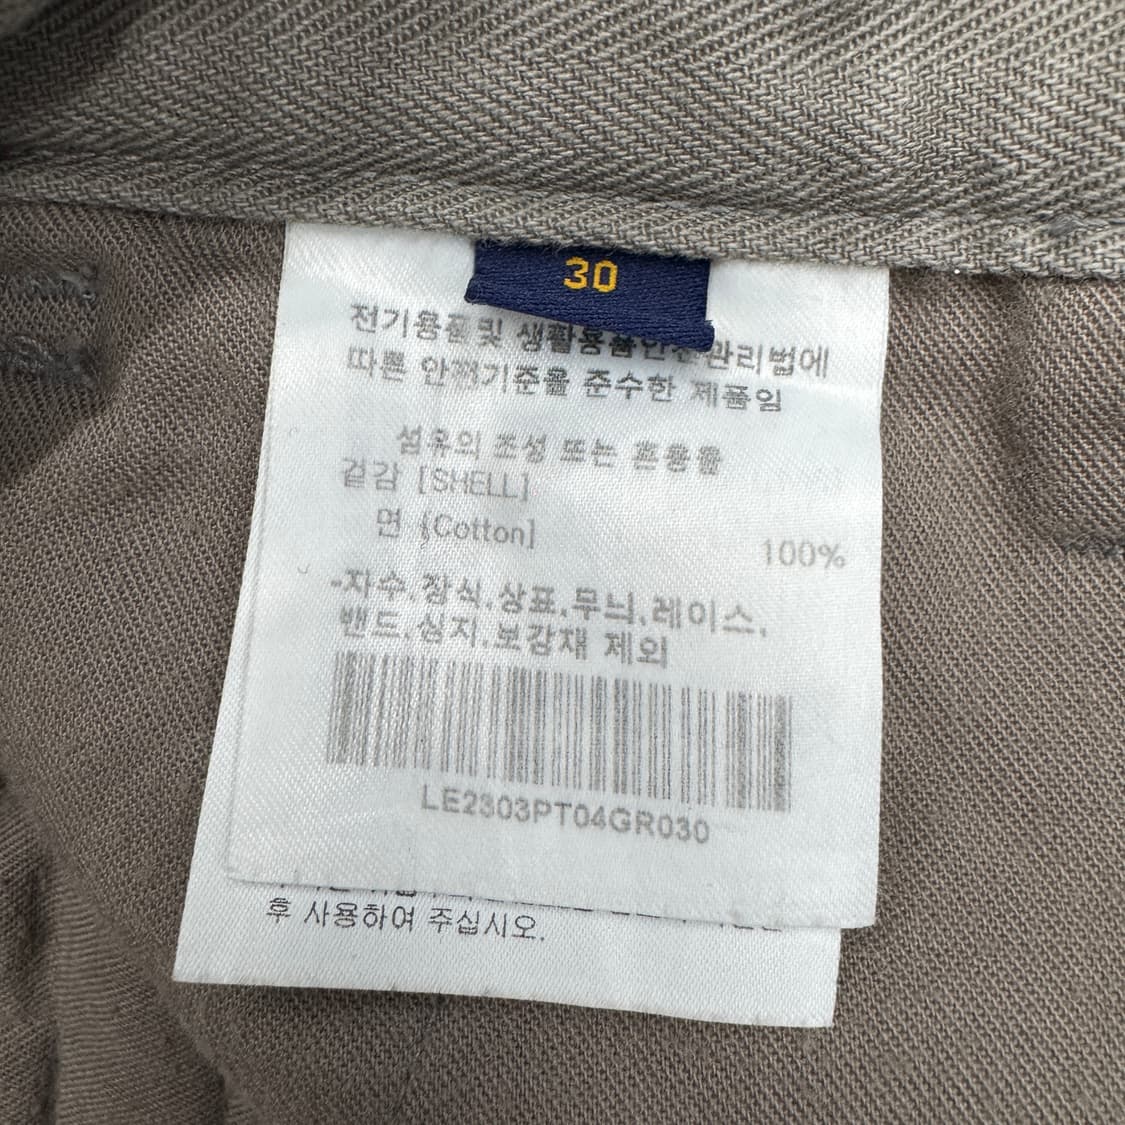 30
전기용품및 생활용품안전관리법에
따른 안전기준을 준수한 제품임
섬유의 조성 또는 혼용율
겉감 [SHELL]
면 [Cotton]
100%
-자수.장식.상표.무늬.레이스.
밴드.심지.보강재 제외
LE2303PT04GR030
후 사용하여 주십시오.